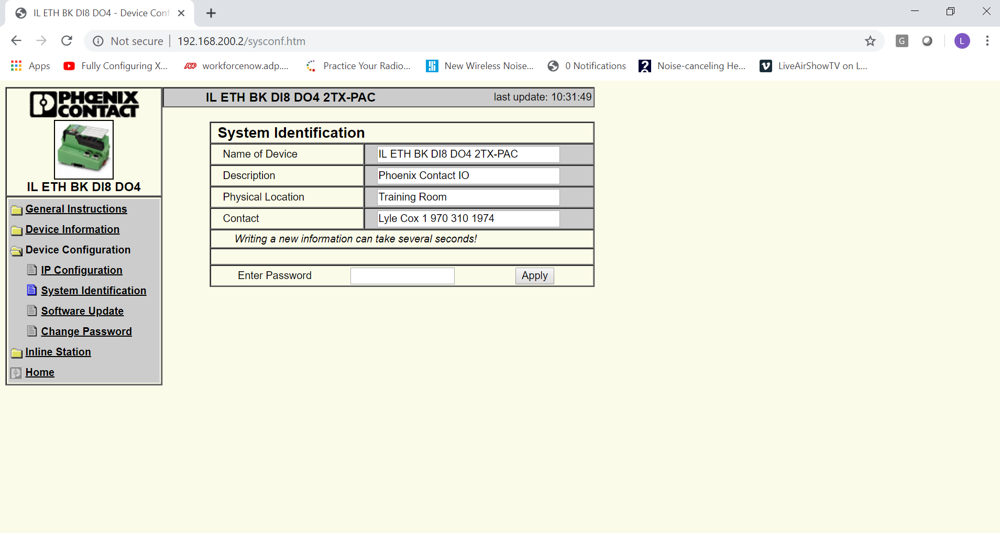 IL ETH BK DI8 DO4 - Device Conf
Not secure | 192.168.200.2/sysconf.htm
G
L
Apps
Fully Configuring X...
ADP workforcenow.adp....
Practice Your Radio...
New Wireless Noise...
0 Notifications
Noise-canceling He...
LiveAirShowTV on L...
PHŒNIX
CONTACT
IL ETH BK DI8 DO4
General Instructions
Device Information
Device Configuration
IP Configuration
System Identification
Software Update
Change Password
Inline Station
Home
IL ETH BK DI8 DO4 2TX-PAC last update: 10:31:49
System Identification
Name of Device IL ETH BK DI8 DO4 2TX-PAC
Description Phoenix Contact IO
Physical Location Training Room
Contact Lyle Cox 1 970 310 1974
Writing a new information can take several seconds!
Enter Password Apply